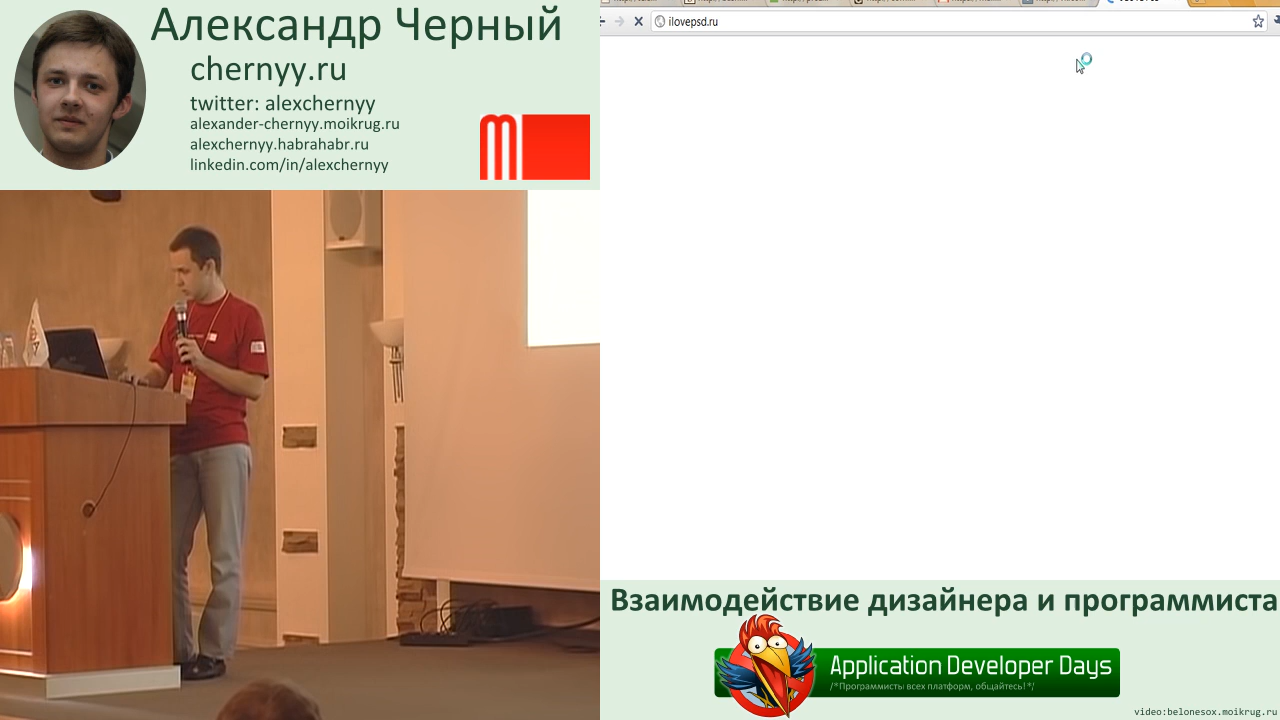 Александр Черный
chernyy.ru
twitter: alexchernyy
alexander-chernyy.moikrug.ru
alexchernyy.habrahabr.ru
linkedin.com/in/alexchernyy
ilovepsd.ru
Взаимодействие дизайнера и программиста
Application Developer Days
/*Программисты всех платформ, общайтесь! */
video:belonesox.moikrug.ru